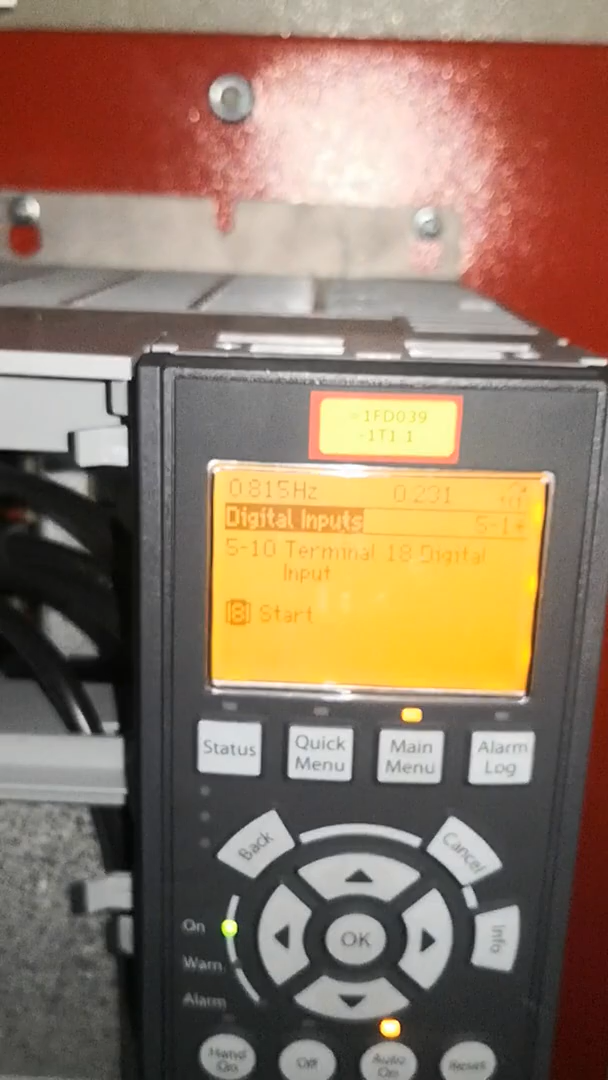 1FD039
-1T1 1
0.815Hz 0.231
Digital Inputs 5-1*
5-10 Terminal 18 Digital
Input
[8] Start
Status
Quick
Menu
Main
Menu
Alarm
Log
Back
Cancel
Info
OK
On
Warn.
Alarm
Hand
On
Off
Auto
On
Reset